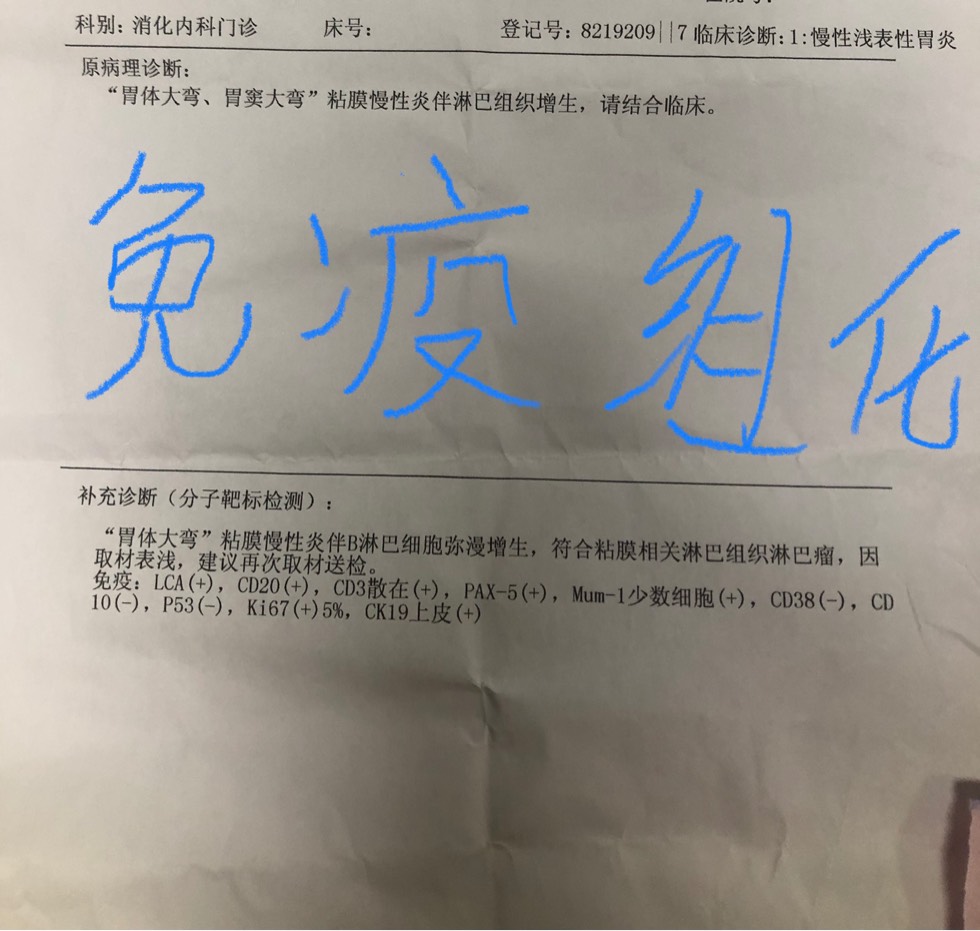 科别: 消化内科门诊 床号: 登记号: 8219209||7 临床诊断: 1:慢性浅表性胃炎
原病理诊断:
“胃体大弯、胃窦大弯”粘膜慢性炎伴淋巴组织增生，请结合临床。
免疫组化
补充诊断（分子靶标检测）:
“胃体大弯”粘膜慢性炎伴B淋巴细胞弥漫增生，符合粘膜相关淋巴组织淋巴瘤，因
取材表浅，建议再次取材送检。
免疫: LCA(+), CD20(+), CD3散在(+), PAX-5(+), Mum-1少数细胞(+), CD38(-), CD
10(-), P53(-), Ki67(+)5%, CK19上皮(+)